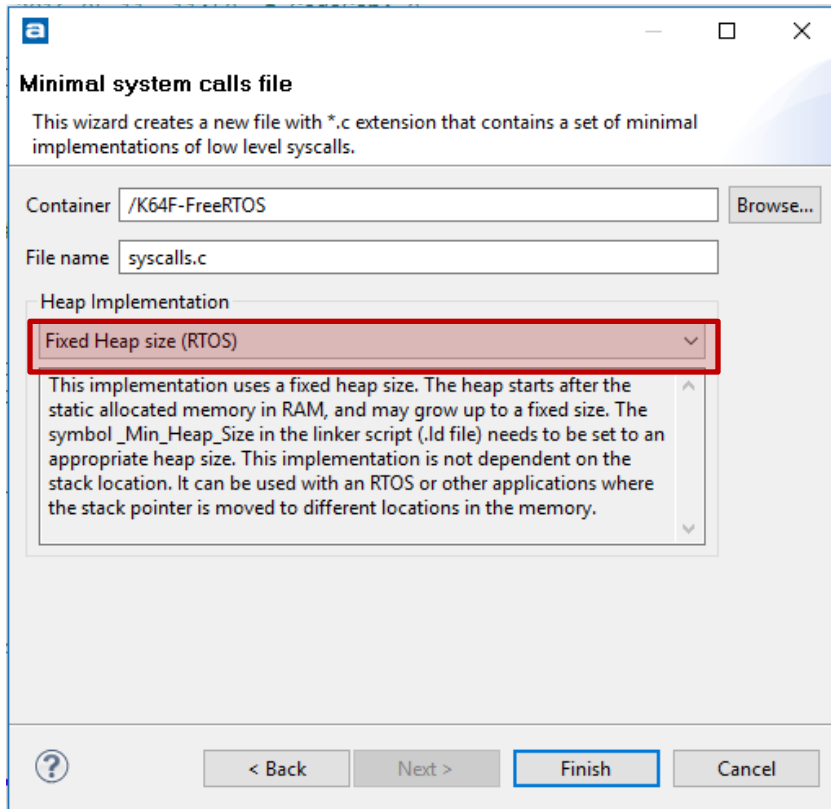 Minimal system calls file
This wizard creates a new file with *.c extension that contains a set of minimal
implementations of low level syscalls.
Container /K64F-FreeRTOS Browse...
File name syscalls.c
Heap Implementation
Fixed Heap size (RTOS)
This implementation uses a fixed heap size. The heap starts after the
static allocated memory in RAM, and may grow up to a fixed size. The
symbol _Min_Heap_Size in the linker script (.ld file) needs to be set to an
appropriate heap size. This implementation is not dependent on the
stack location. It can be used with an RTOS or other applications where
the stack pointer is moved to different locations in the memory.
< Back Next > Finish Cancel